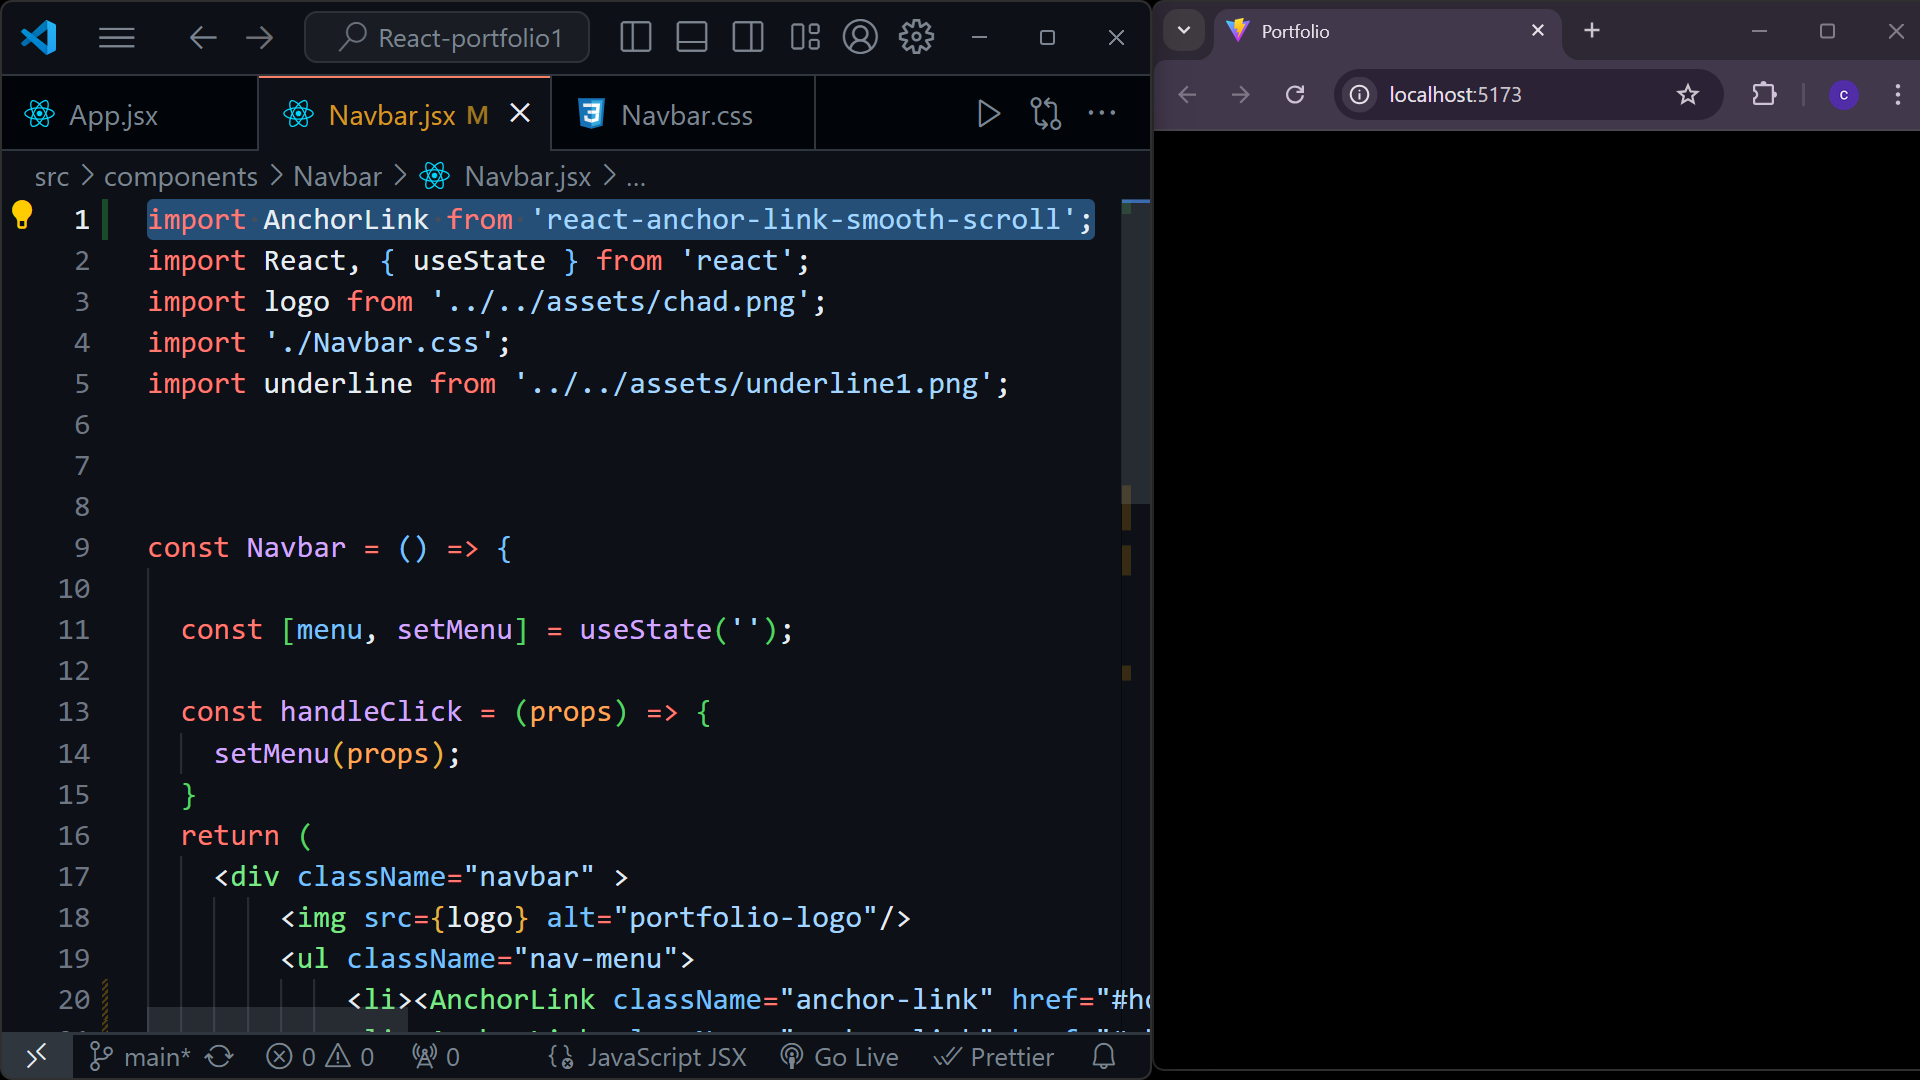 React-portfolio1
App.jsx
Navbar.jsx M
Navbar.css
src > components > Navbar > Navbar.jsx > ...
1 import AnchorLink from 'react-anchor-link-smooth-scroll';
2 import React, { useState } from 'react';
3 import logo from '../../assets/chad.png';
4 import './Navbar.css';
5 import underline from '../../assets/underline1.png';
6
7
8
9 const Navbar = () => {
10
11 const [menu, setMenu] = useState('');
12
13 const handleClick = (props) => {
14 setMenu(props);
15 }
16 return (
17 <div className="navbar" >
18 <img src={logo} alt="portfolio-logo"/>
19 <ul className="nav-menu">
20 <li><AnchorLink className="anchor-link" href="#ho
main* 0 0 0 JavaScript JSX Go Live Prettier
Portfolio
localhost:5173
c